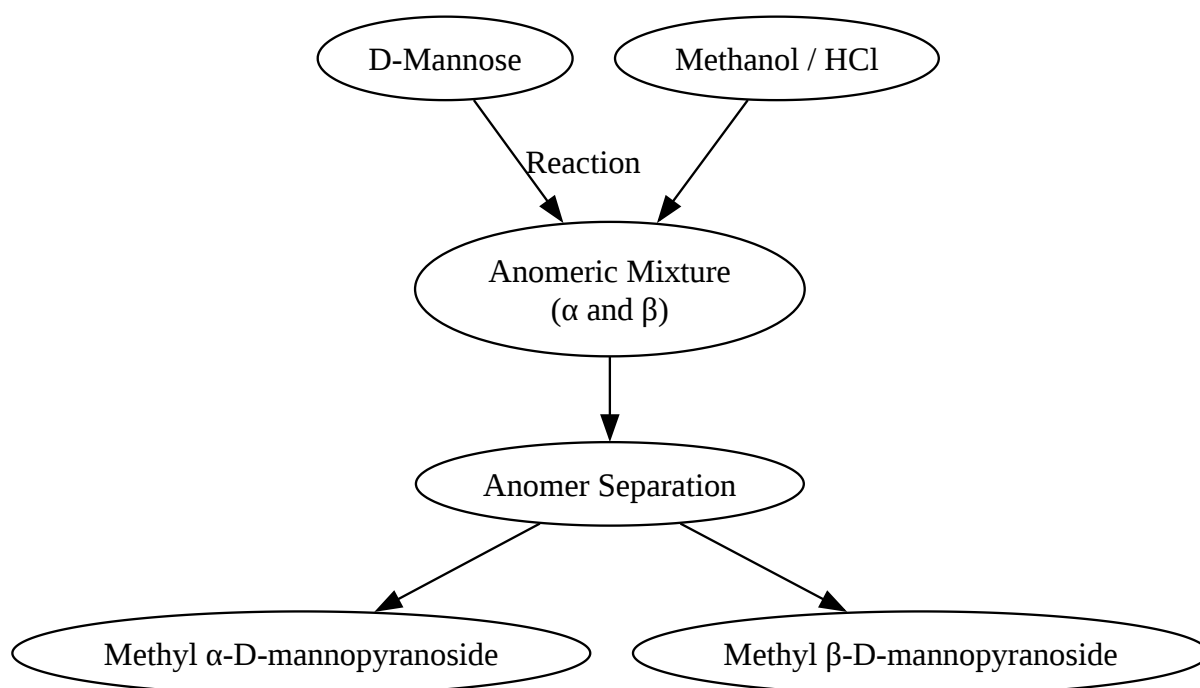 D-Mannose
Methanol / HCl
Reaction
Anomeric Mixture
(α and β)
Anomer Separation
Methyl α-D-mannopyranoside
Methyl β-D-mannopyranoside